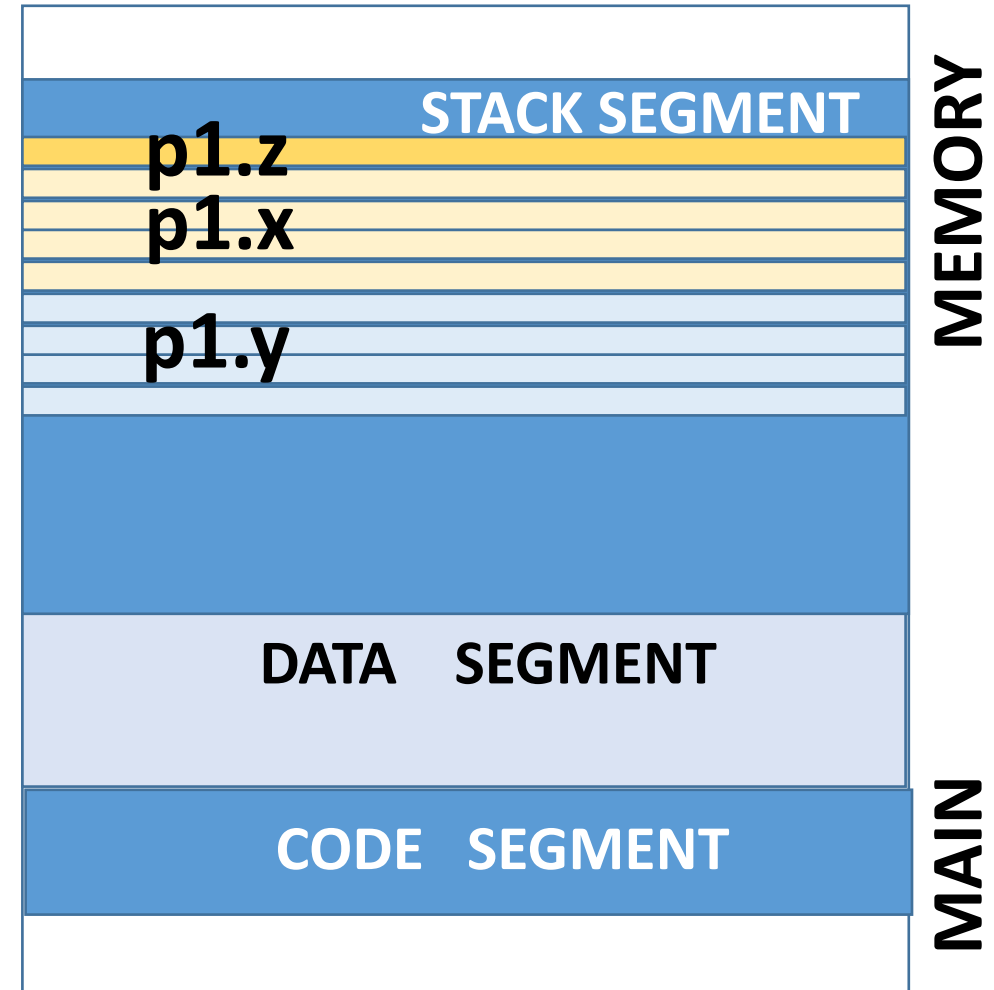 STACK SEGMENT
p1.z
p1.x
p1.y
DATA SEGMENT
CODE SEGMENT
MAIN MEMORY